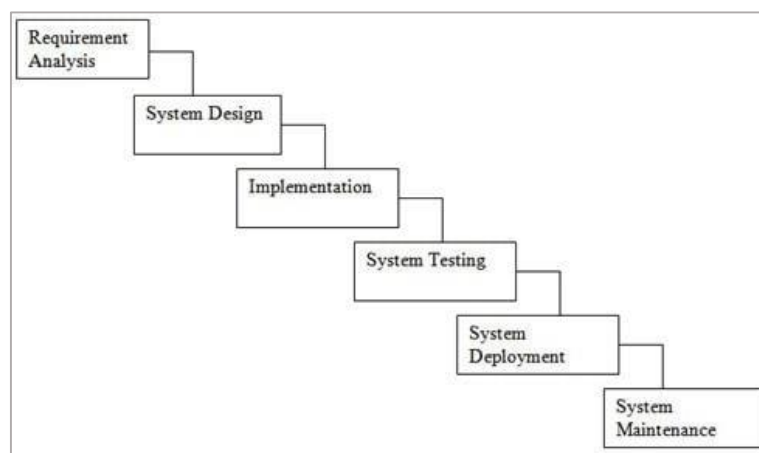 Requirement
Analysis
System Design
Implementation
System Testing
System
Deployment
System
Maintenance